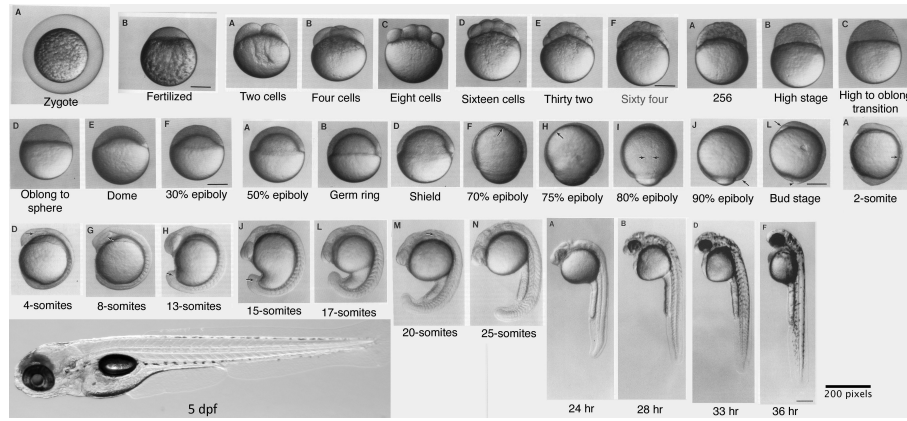 A
B
A
B
C
D
E
F
A
B
C
Zygote
Fertilized
Two cells
Four cells
Eight cells
Sixteen cells
Thirty two
Sixty four
256
High stage
High to oblong
transition
D
E
F
A
B
D
F
H
I
J
L
A
Oblong to
sphere
Dome
30% epiboly
50% epiboly
Germ ring
Shield
70% epiboly
75% epiboly
80% epiboly
90% epiboly
Bud stage
2-somite
D
G
H
J
L
M
N
A
B
D
F
4-somites
8-somites
13-somites
15-somites
17-somites
20-somites
25-somites
5 dpf
24 hr
28 hr
33 hr
36 hr
200 pixels